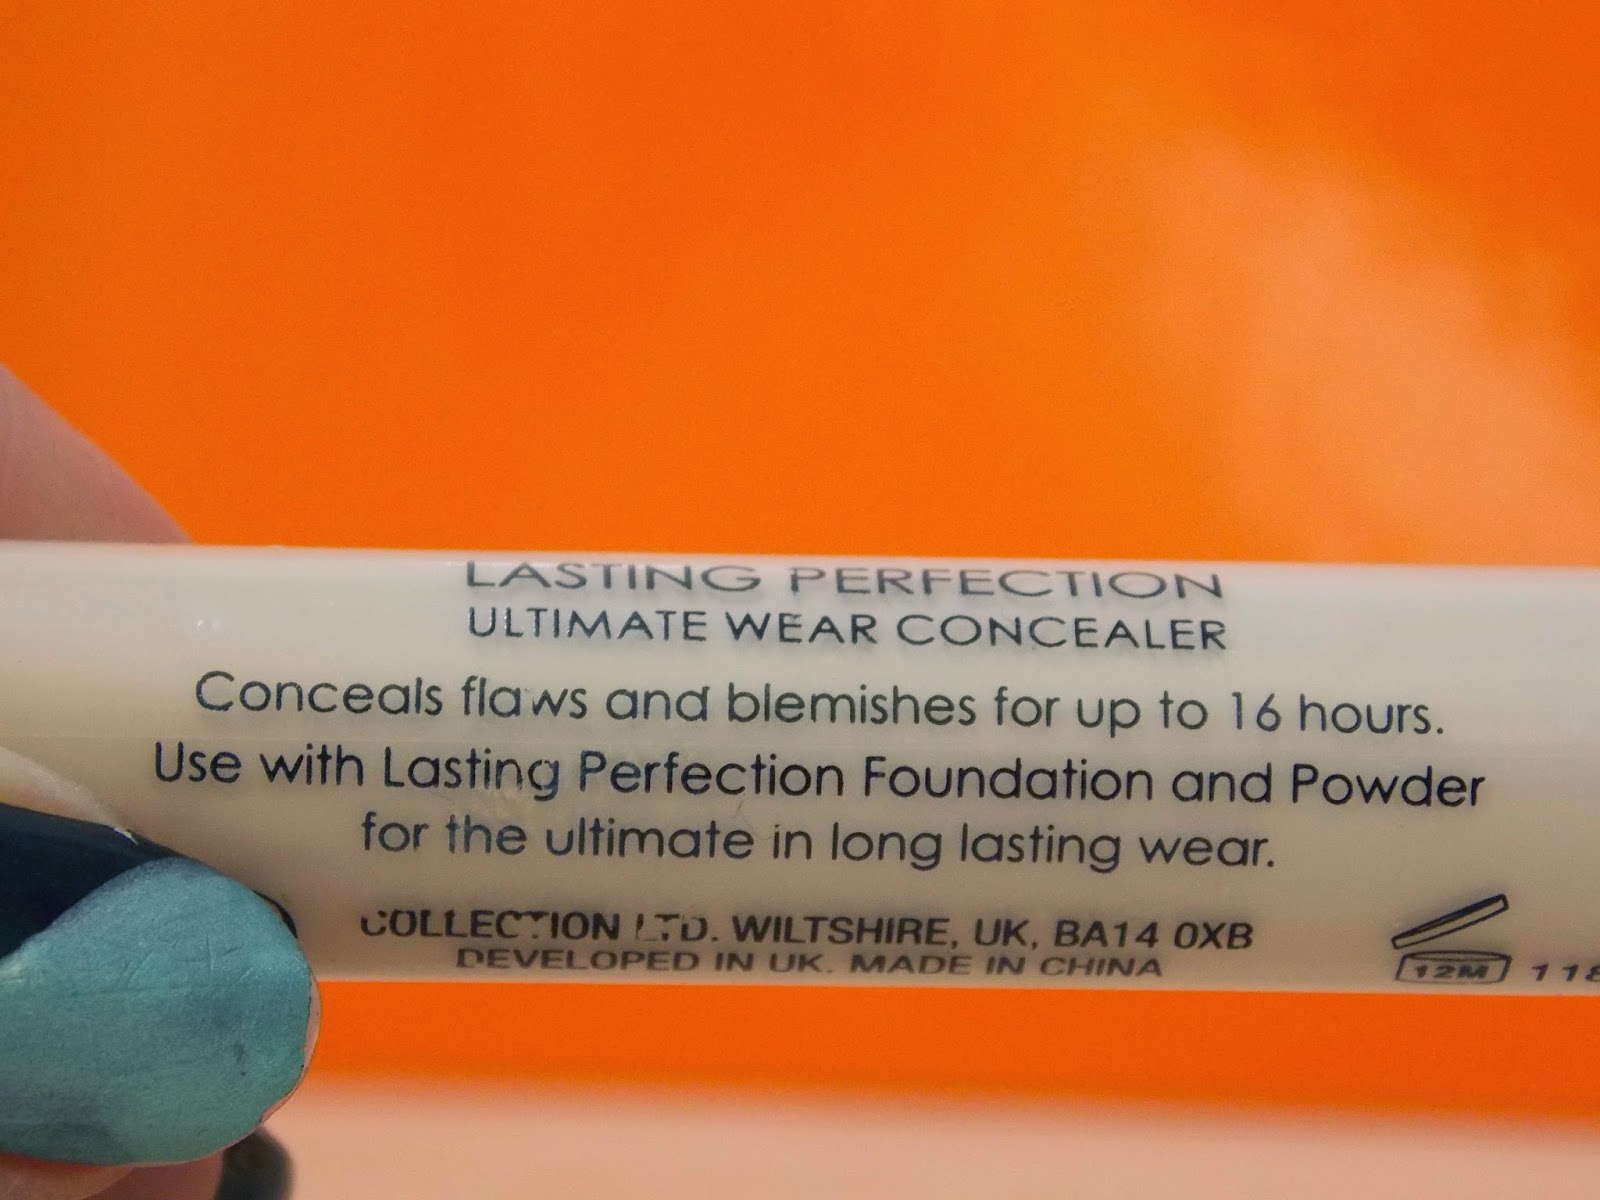 LASTING PERFECTION
ULTIMATE WEAR CONCEALER
Conceals flaws and blemishes for up to 16 hours.
Use with Lasting Perfection Foundation and Powder
for the ultimate in long lasting wear.
COLLECTION LTD. WILTSHIRE, UK, BA14 0XB
DEVELOPED IN UK. MADE IN CHINA
12M